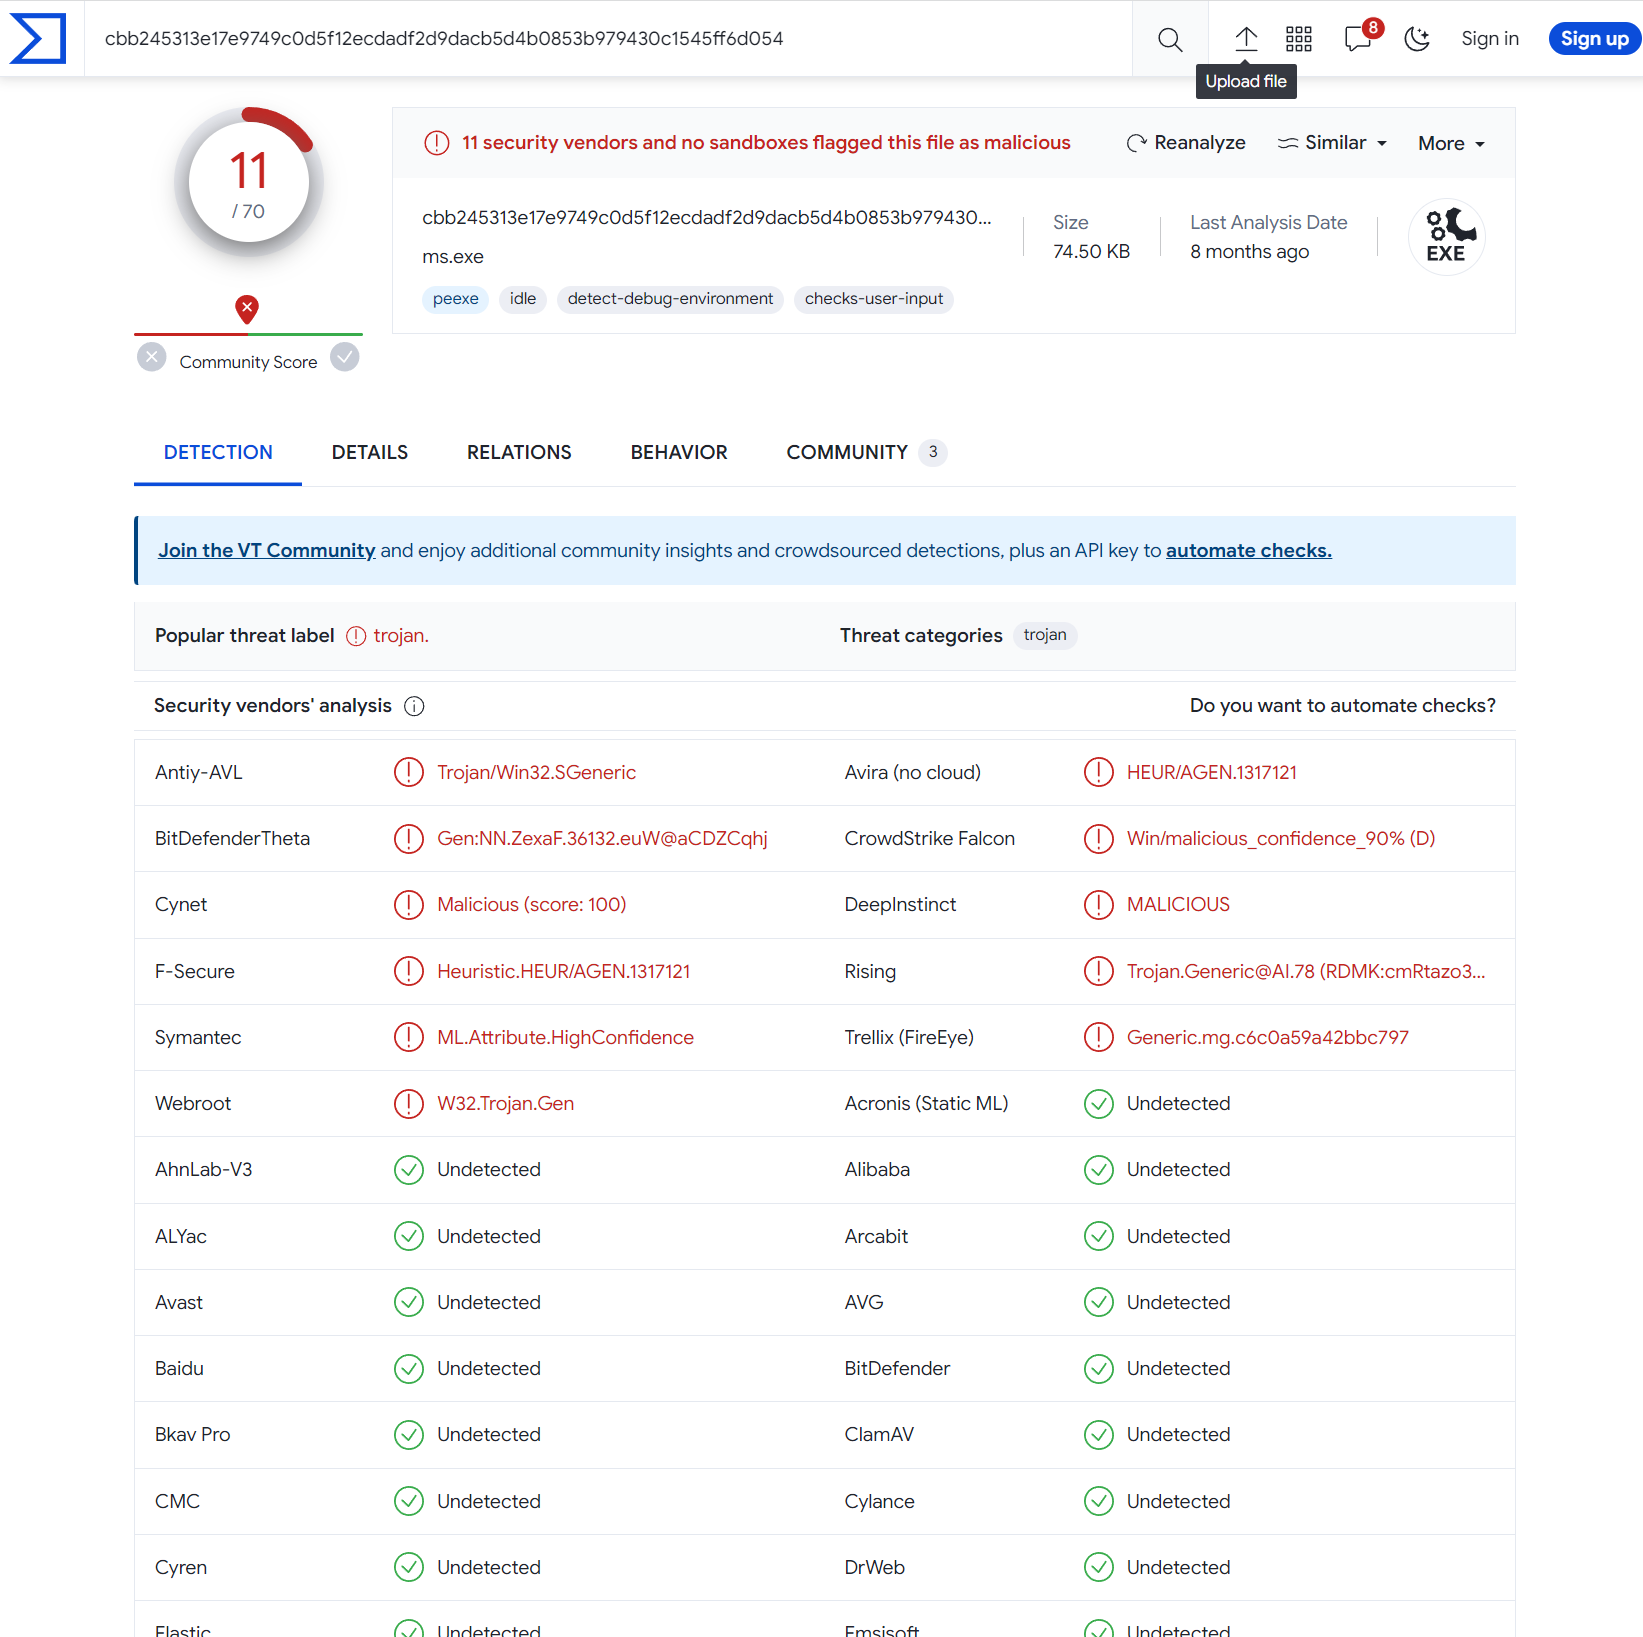 cbb245313e17e9749c0d5f12ecdadf2d9dacb5d4b0853b979430c1545ff6d054
8
Sign in
Sign up
Upload file
11
/ 70
Community Score
11 security vendors and no sandboxes flagged this file as malicious
Reanalyze
Similar
More
cbb245313e17e9749c0d5f12ecdadf2d9dacb5d4b0853b979430...
ms.exe
Size
74.50 KB
Last Analysis Date
8 months ago
EXE
peexe
idle
detect-debug-environment
checks-user-input
DETECTION
DETAILS
RELATIONS
BEHAVIOR
COMMUNITY 3
Join the VT Community and enjoy additional community insights and crowdsourced detections, plus an API key to automate checks.
Popular threat label trojan.
Threat categories trojan
Security vendors' analysis
Do you want to automate checks?
Antiy-AVL Trojan/Win32.SGeneric Avira (no cloud) HEUR/AGEN.1317121
BitDefenderTheta Gen:NN.ZexaF.36132.euW@aCDZCqhj CrowdStrike Falcon Win/malicious_confidence_90% (D)
Cynet Malicious (score: 100) DeepInstinct MALICIOUS
F-Secure Heuristic.HEUR/AGEN.1317121 Rising Trojan.Generic@AI.78 (RDMK:cmRtazo3...
Symantec ML.Attribute.HighConfidence Trellix (FireEye) Generic.mg.c6c0a59a42bbc797
Webroot W32.Trojan.Gen Acronis (Static ML) Undetected
AhnLab-V3 Undetected Alibaba Undetected
ALYac Undetected Arcabit Undetected
Avast Undetected AVG Undetected
Baidu Undetected BitDefender Undetected
Bkav Pro Undetected ClamAV Undetected
CMC Undetected Cylance Undetected
Cyren Undetected DrWeb Undetected
Elastic Undetected Emsisoft Undetected